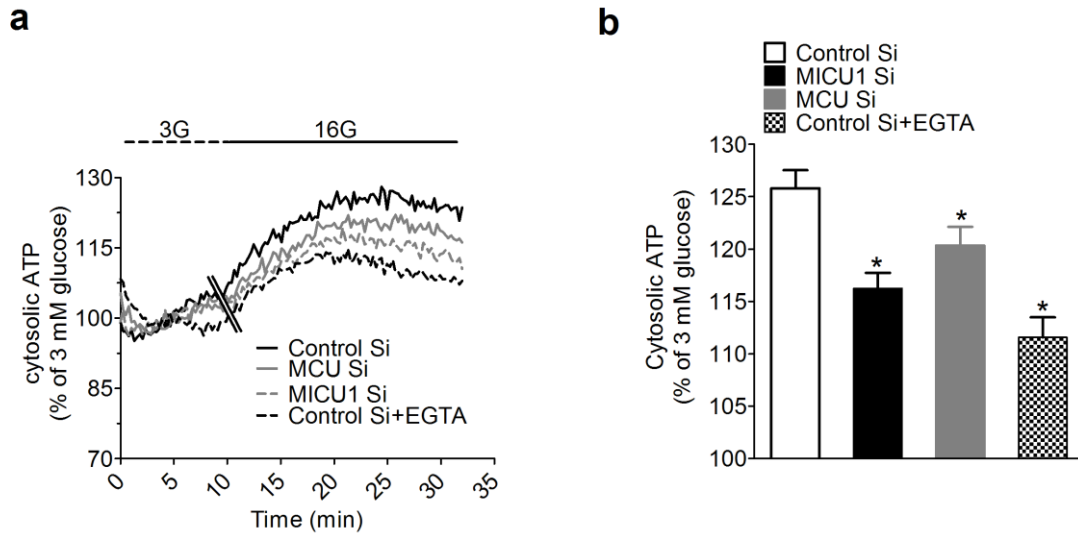 a
3G 16G
cytosolic ATP
(% of 3 mM glucose)
130
115
100
85
70
Control Si
MCU Si
MICU1 Si
Control Si+EGTA
0 5 10 15 20 25 30 35
Time (min)
b
Control Si
MICU1 Si
MCU Si
Control Si+EGTA
Cytosolic ATP
(% of 3 mM glucose)
130
125
120
115
110
105
100
* * *